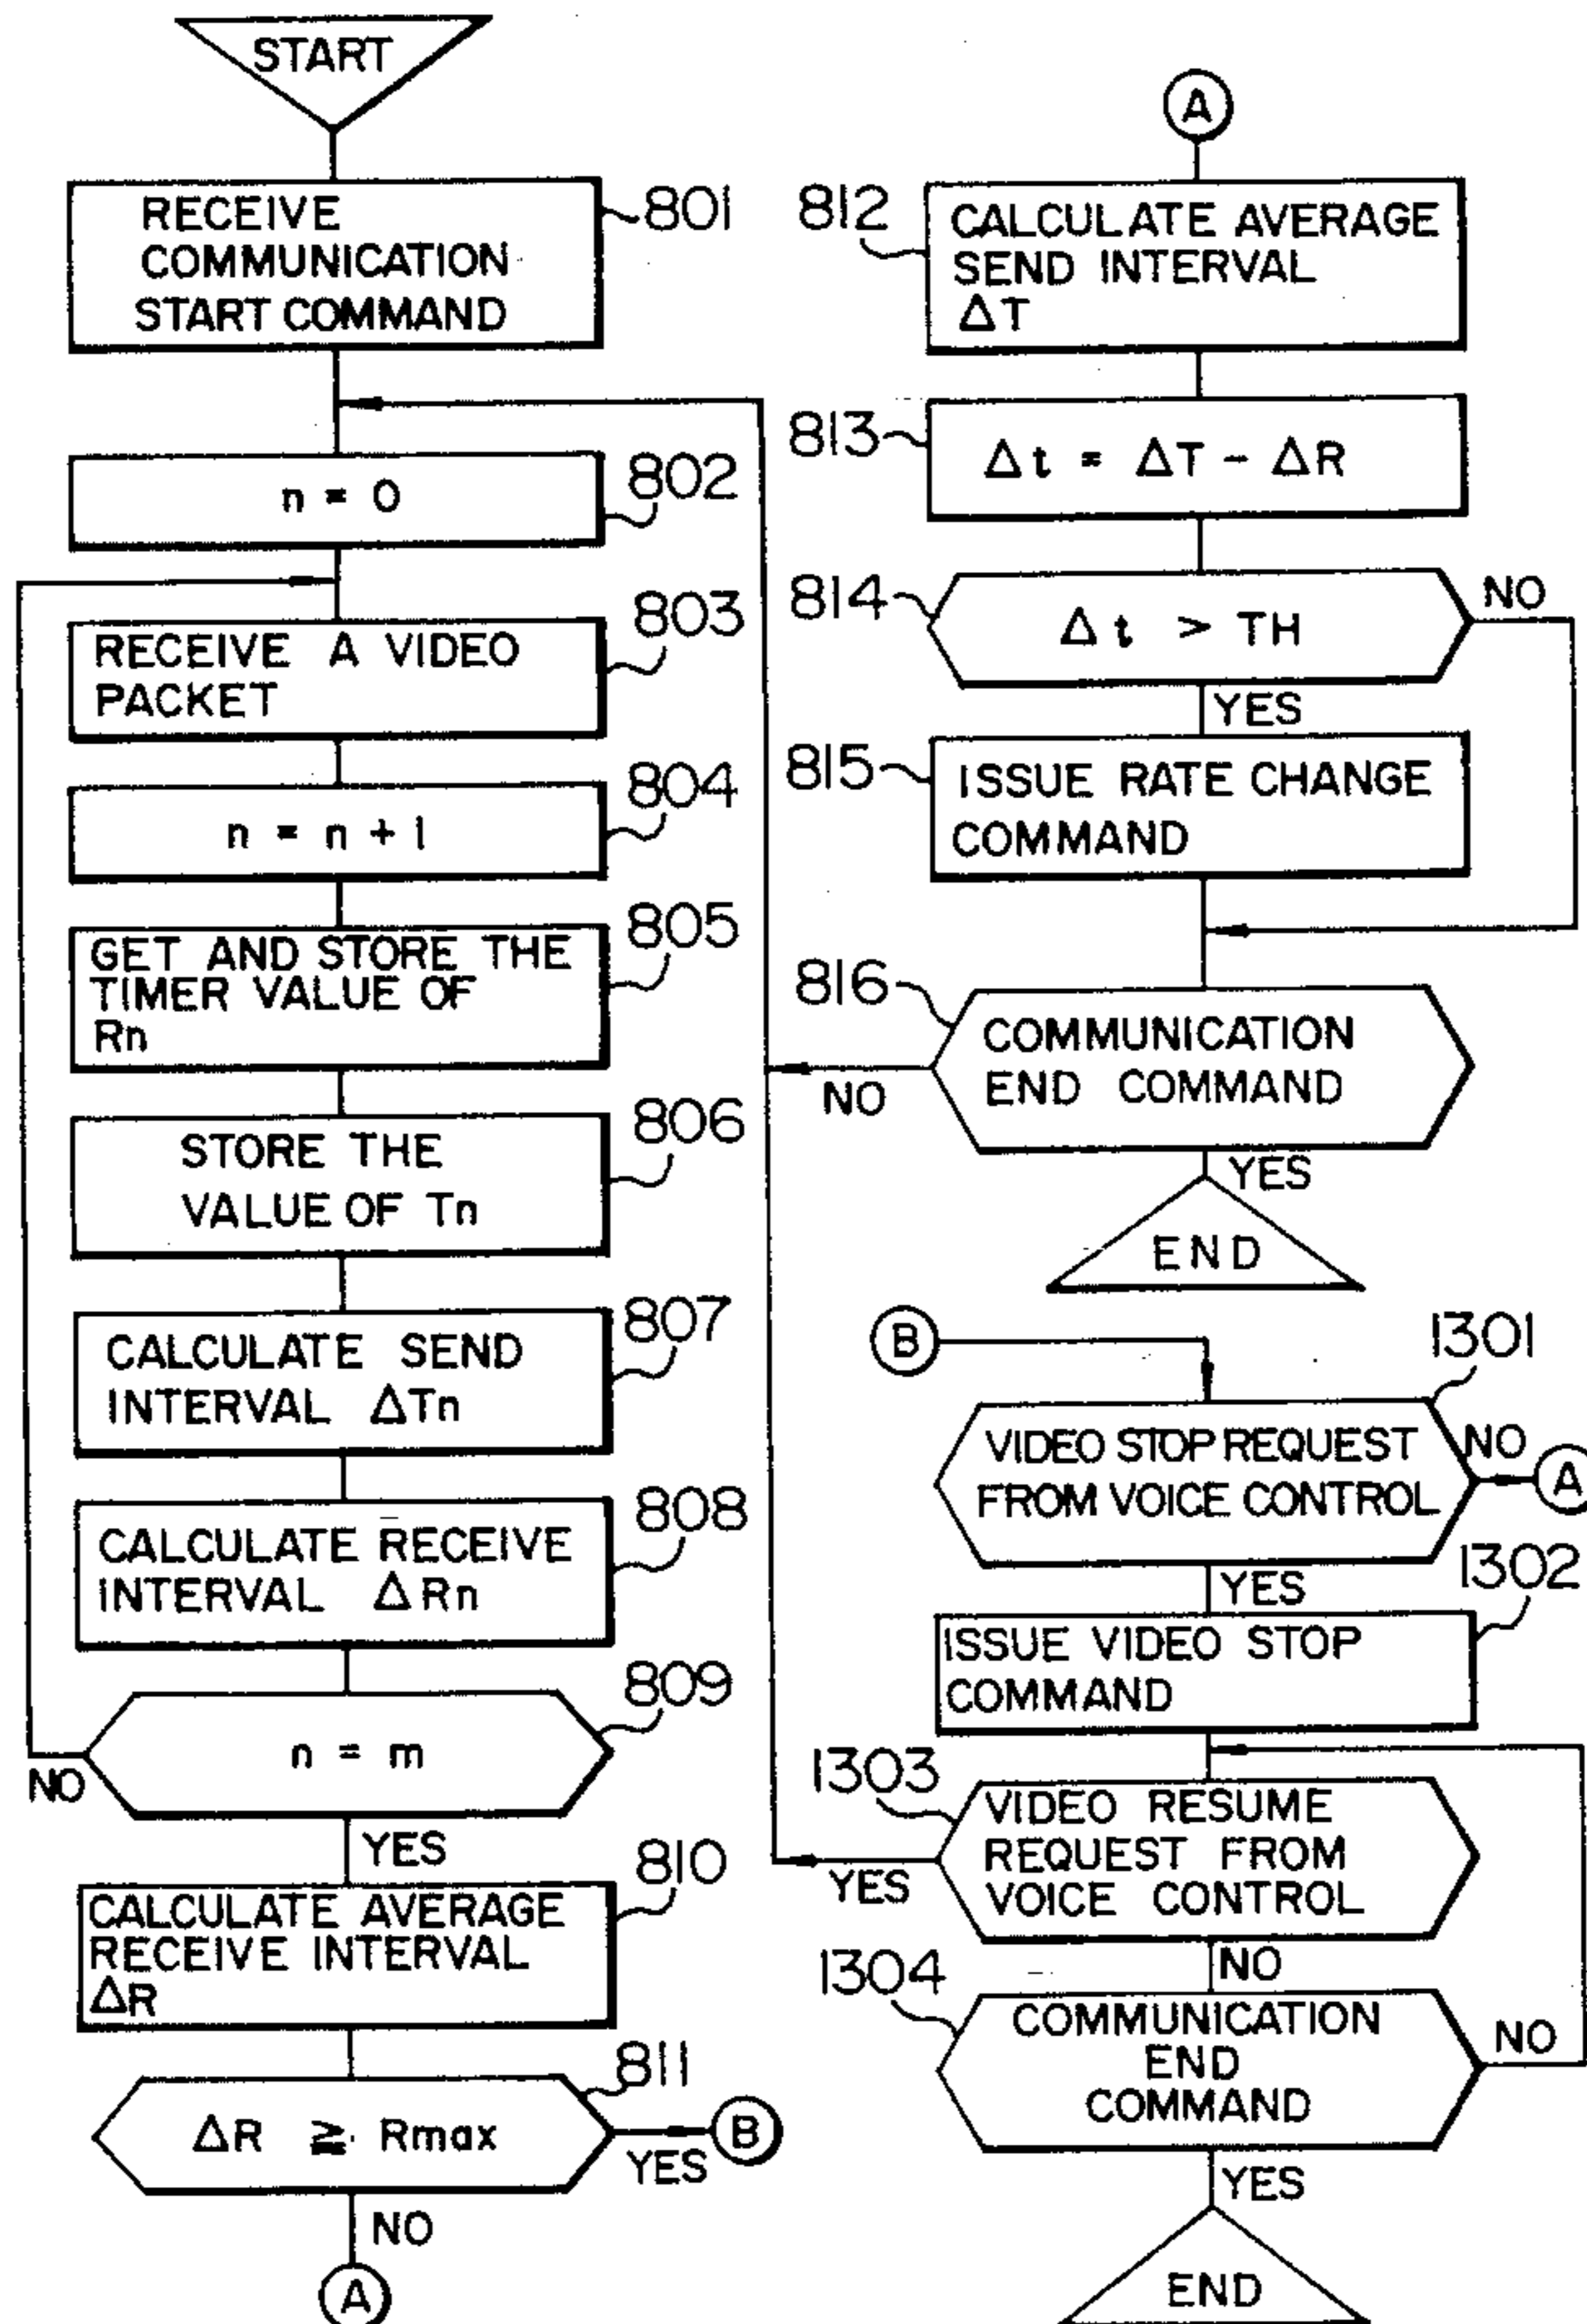 START
RECEIVE
COMMUNICATION
START COMMAND
801
n = 0
802
RECEIVE A VIDEO
PACKET
803
n = n + 1
804
GET AND STORE THE
TIMER VALUE OF
Rn
805
STORE THE
VALUE OF Tn
806
CALCULATE SEND
INTERVAL ΔTn
807
CALCULATE RECEIVE
INTERVAL ΔRn
808
n = m
809
NO
YES
CALCULATE AVERAGE
RECEIVE INTERVAL
ΔR
810
ΔR ≧ Rmax
811
YES
B
NO
A
A
812
CALCULATE AVERAGE
SEND INTERVAL
ΔT
813
Δt = ΔT - ΔR
814
Δt > TH
NO
YES
815
ISSUE RATE CHANGE
COMMAND
816
COMMUNICATION
END COMMAND
NO
YES
END
B
1301
VIDEO STOP REQUEST
FROM VOICE CONTROL
NO
A
YES
1302
ISSUE VIDEO STOP
COMMAND
1303
VIDEO RESUME
REQUEST FROM
VOICE CONTROL
YES
NO
1304
COMMUNICATION
END
COMMAND
NO
YES
END